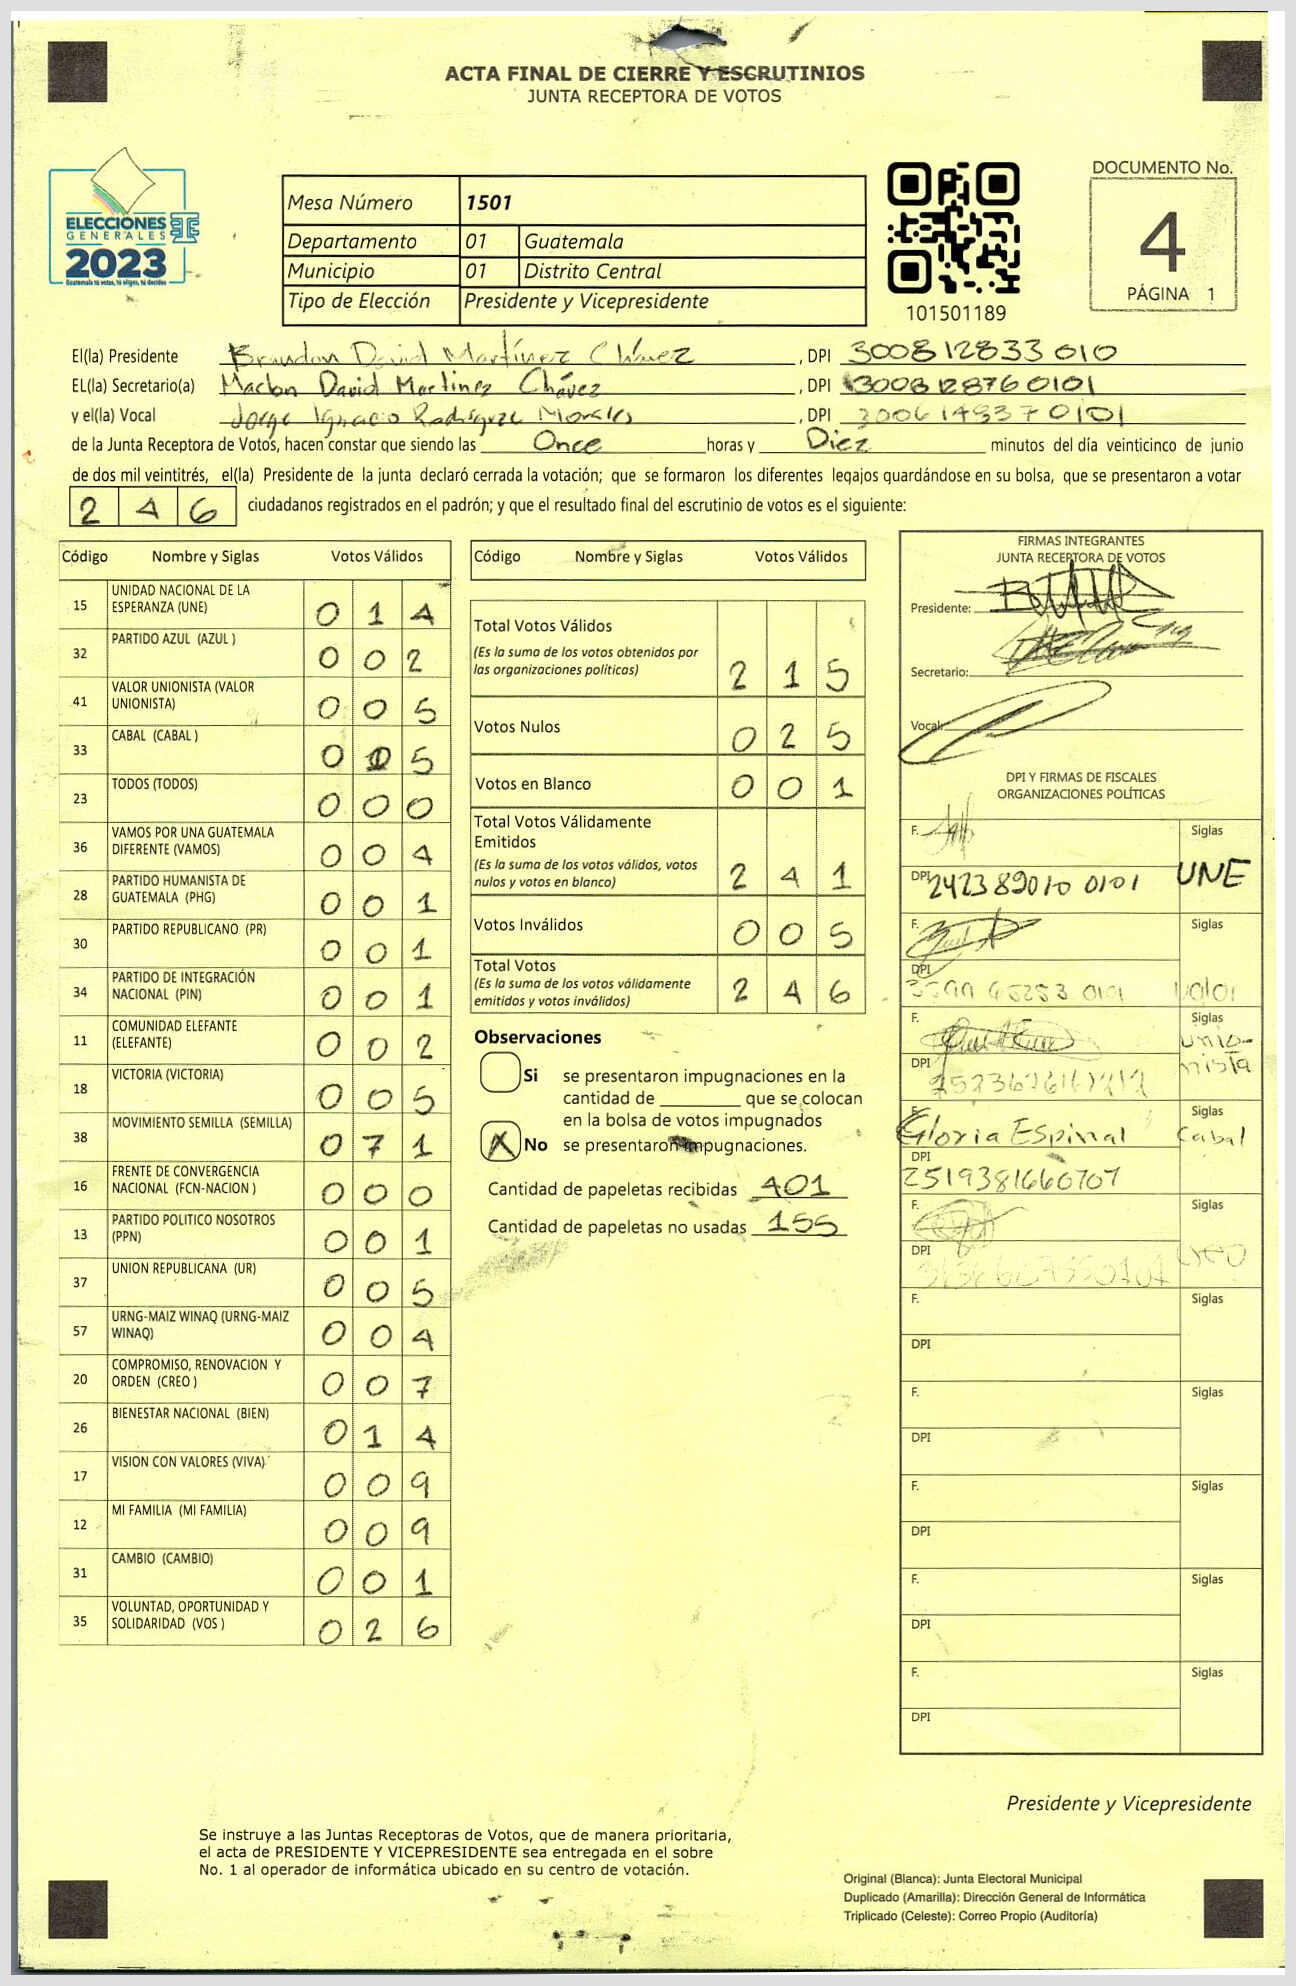 ACTA FINAL DE CIERRE Y ESCRUTINIOS
JUNTA RECEPTORA DE VOTOS
ELECCIONES
GENERALES
2023
Guatemala tú votas, tú eliges, tú decides
Mesa Número 1501
Departamento 01 Guatemala
Municipio 01 Distrito Central
Tipo de Elección Presidente y Vicepresidente
101501189
DOCUMENTO No.
4
PÁGINA 1
El(la) Presidente Brandon David Martínez Chávez, DPI 300812833 010
EL(la) Secretario(a) Marlon David Martinez Chávez, DPI 3008128760101
y el(la) Vocal Jorge Ignacio Rodríguez Morales, DPI
de la Junta Receptora de Votos, hacen constar que siendo las Once horas y Diez minutos del día veinticinco de junio
de dos mil veintitrés, el(la) Presidente de la junta declaró cerrada la votación; que se formaron los diferentes legajos guardándose en su bolsa, que se presentaron a votar
2 4 6 ciudadanos registrados en el padrón; y que el resultado final del escrutinio de votos es el siguiente:
Código Nombre y Siglas Votos Válidos
15 UNIDAD NACIONAL DE LA
ESPERANZA (UNE) 0 1 4
32 PARTIDO AZUL (AZUL ) 0 0 2
41 VALOR UNIONISTA (VALOR
UNIONISTA) 0 0 5
33 CABAL (CABAL ) 0 5
23 TODOS (TODOS) 0 0 0
36 VAMOS POR UNA GUATEMALA
DIFERENTE (VAMOS) 0 0 4
28 PARTIDO HUMANISTA DE
GUATEMALA (PHG) 0 0 1
30 PARTIDO REPUBLICANO (PR) 0 0 1
34 PARTIDO DE INTEGRACIÓN
NACIONAL (PIN) 0 0 1
11 COMUNIDAD ELEFANTE
(ELEFANTE) 0 0 2
18 VICTORIA (VICTORIA) 0 0 5
38 MOVIMIENTO SEMILLA (SEMILLA) 0 7 1
16 FRENTE DE CONVERGENCIA
NACIONAL (FCN-NACION ) 0 0 0
13 PARTIDO POLITICO NOSOTROS
(PPN) 0 0 1
37 UNION REPUBLICANA (UR) 0 0 5
57 URNG-MAIZ WINAQ (URNG-MAIZ
WINAQ) 0 0 4
20 COMPROMISO, RENOVACION Y
ORDEN (CREO ) 0 0 7
26 BIENESTAR NACIONAL (BIEN) 0 1 4
17 VISION CON VALORES (VIVA) 0 0 9
12 MI FAMILIA (MI FAMILIA) 0 0 9
31 CAMBIO (CAMBIO) 0 0 1
35 VOLUNTAD, OPORTUNIDAD Y
SOLIDARIDAD (VOS ) 0 2 6
Código Nombre y Siglas Votos Válidos
Total Votos Válidos
(Es la suma de los votos obtenidos por
las organizaciones políticas) 2 1 5
Votos Nulos 0 2 5
Votos en Blanco 0 0 1
Total Votos Válidamente
Emitidos
(Es la suma de los votos válidos, votos
nulos y votos en blanco) 2 4 1
Votos Inválidos 0 0 5
Total Votos
(Es la suma de los votos válidamente
emitidos y votos inválidos) 2 4 6
Observaciones
Si se presentaron impugnaciones en la
cantidad de ________ que se colocan
en la bolsa de votos impugnados
X No se presentaron impugnaciones.
Cantidad de papeletas recibidas 401
Cantidad de papeletas no usadas 155
FIRMAS INTEGRANTES
JUNTA RECEPTORA DE VOTOS
Presidente:
Secretario:
Vocal:
DPI Y FIRMAS DE FISCALES
ORGANIZACIONES POLÍTICAS
F. Siglas
DPI 242389010 0101 UNE
F. Siglas
DPI
F. Siglas
Unio-
nista
DPI
F. Gloria Espinal Siglas
Cabal
DPI
2519381660707
F. Siglas
DPI
F. Siglas
DPI
F. Siglas
DPI
F. Siglas
DPI
F. Siglas
DPI
F. Siglas
DPI
Presidente y Vicepresidente
Se instruye a las Juntas Receptoras de Votos, que de manera prioritaria,
el acta de PRESIDENTE Y VICEPRESIDENTE sea entregada en el sobre
No. 1 al operador de informática ubicado en su centro de votación.
Original (Blanca): Junta Electoral Municipal
Duplicado (Amarilla): Dirección General de Informática
Triplicado (Celeste): Correo Propio (Auditoría)